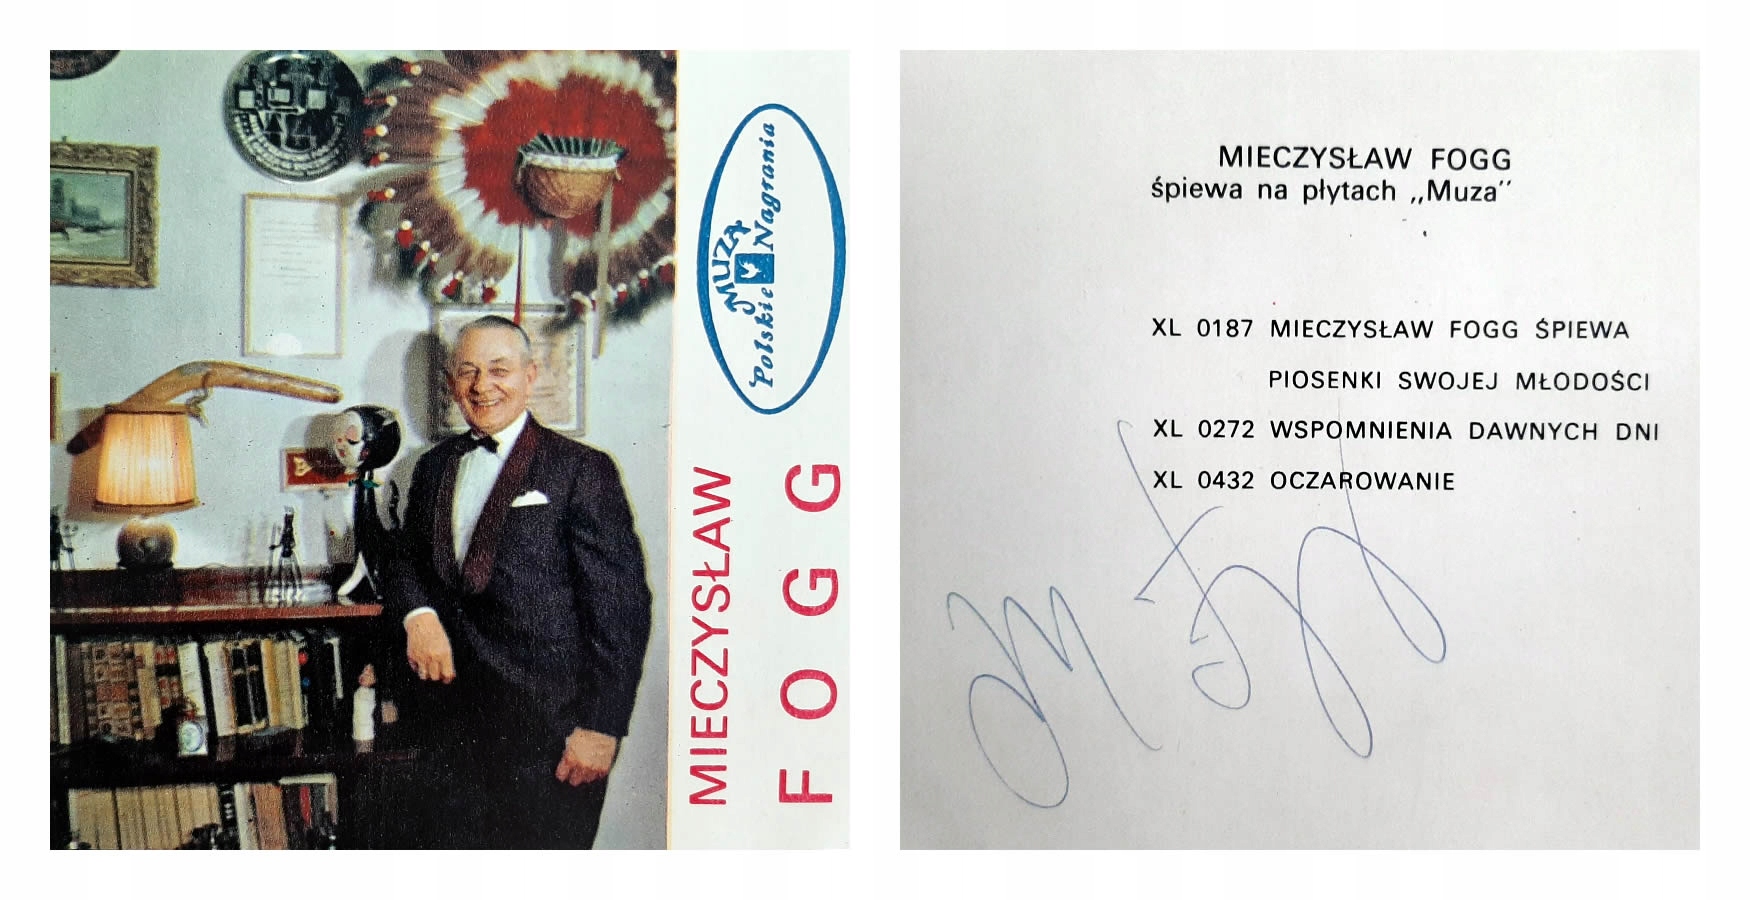 MUZA
Polskie Nagrania
MIECZYSŁAW
FOGG
MIECZYSŁAW FOGG
śpiewa na płytach „Muza”
XL 0187 MIECZYSŁAW FOGG ŚPIEWA
PIOSENKI SWOJEJ MŁODOŚCI
XL 0272 WSPOMNIENIA DAWNYCH DNI
XL 0432 OCZAROWANIE
M Fogg